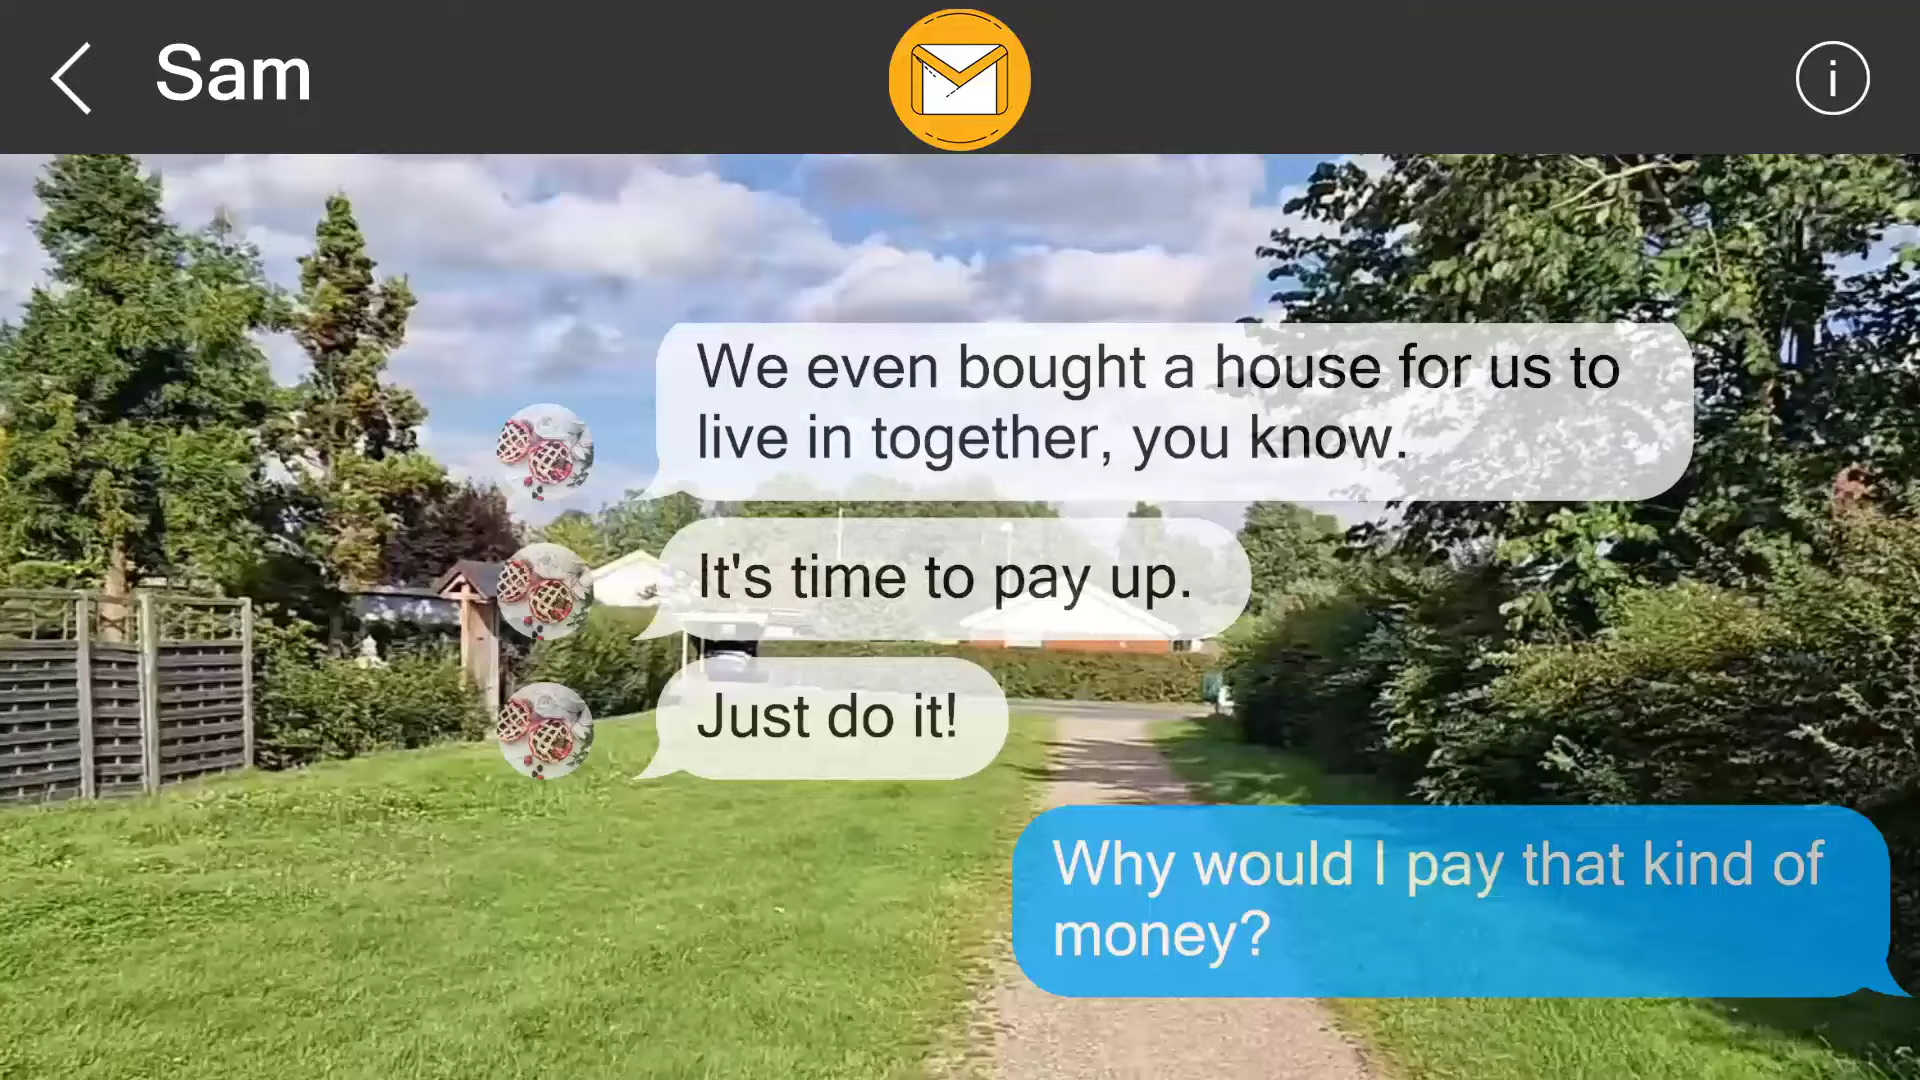 Sam
We even bought a house for us to
live in together, you know.
It's time to pay up.
Just do it!
Why would I pay that kind of
money?